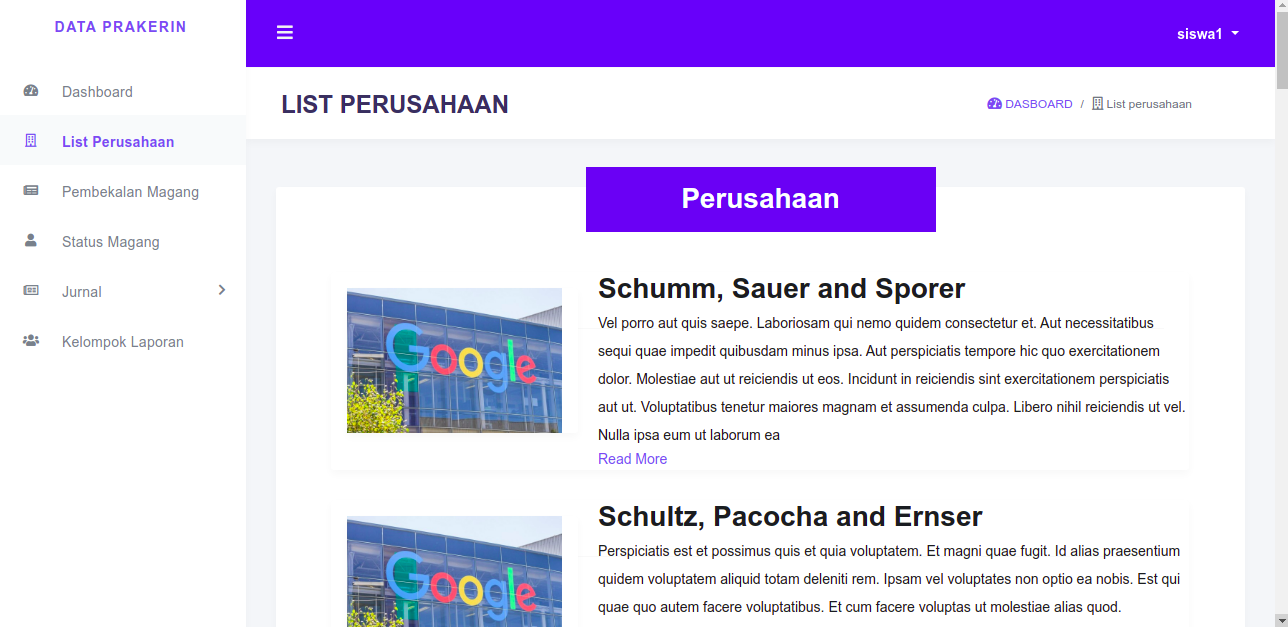 DATA PRAKERIN
siswa1
Dashboard
List Perusahaan
Pembekalan Magang
Status Magang
Jurnal
Kelompok Laporan
LIST PERUSAHAAN
DASBOARD / List perusahaan
Perusahaan
Google
Schumm, Sauer and Sporer
Vel porro aut quis saepe. Laboriosam qui nemo quidem consectetur et. Aut necessitatibus
sequi quae impedit quibusdam minus ipsa. Aut perspiciatis tempore hic quo exercitationem
dolor. Molestiae aut ut reiciendis ut eos. Incidunt in reiciendis sint exercitationem perspiciatis
aut ut. Voluptatibus tenetur maiores magnam et assumenda culpa. Libero nihil reiciendis ut vel.
Nulla ipsa eum ut laborum ea
Read More
Google
Schultz, Pacocha and Ernser
Perspiciatis est et possimus quis et quia voluptatem. Et magni quae fugit. Id alias praesentium
quidem voluptatem aliquid totam deleniti rem. Ipsam vel voluptates non optio ea nobis. Est qui
quae quo autem facere voluptatibus. Et cum facere voluptas ut molestiae alias quod.